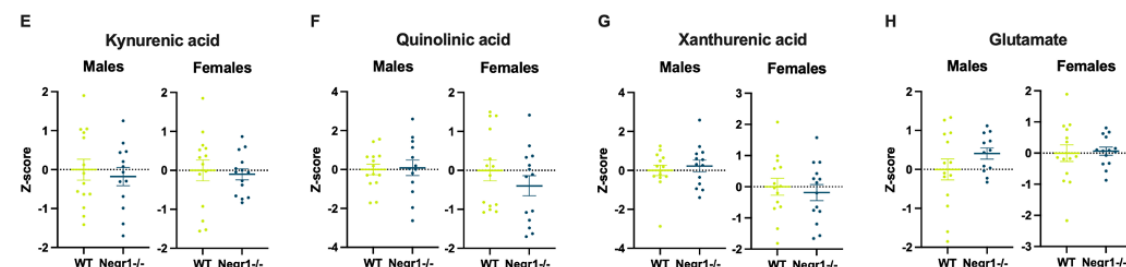 E F G H
Kynurenic acid Quinolinic acid Xanthurenic acid Glutamate
Males Females Males Females Males Females Males Females
2 2 4 2 4 3 2 2
1 1 2 1 2 2 1 1
Z-score 0 0 Z-score 0 0 Z-score 0 1 Z-score 0 0
-1 -1 -2 -1 -2 0 -1 -1
-2 -2 -4 -2 -4 -1 -2 -2
-2 -3
WT Negr1-/- WT Negr1-/- WT Negr1-/- WT Negr1-/- WT Negr1-/- WT Negr1-/- WT Negr1-/- WT Negr1-/-